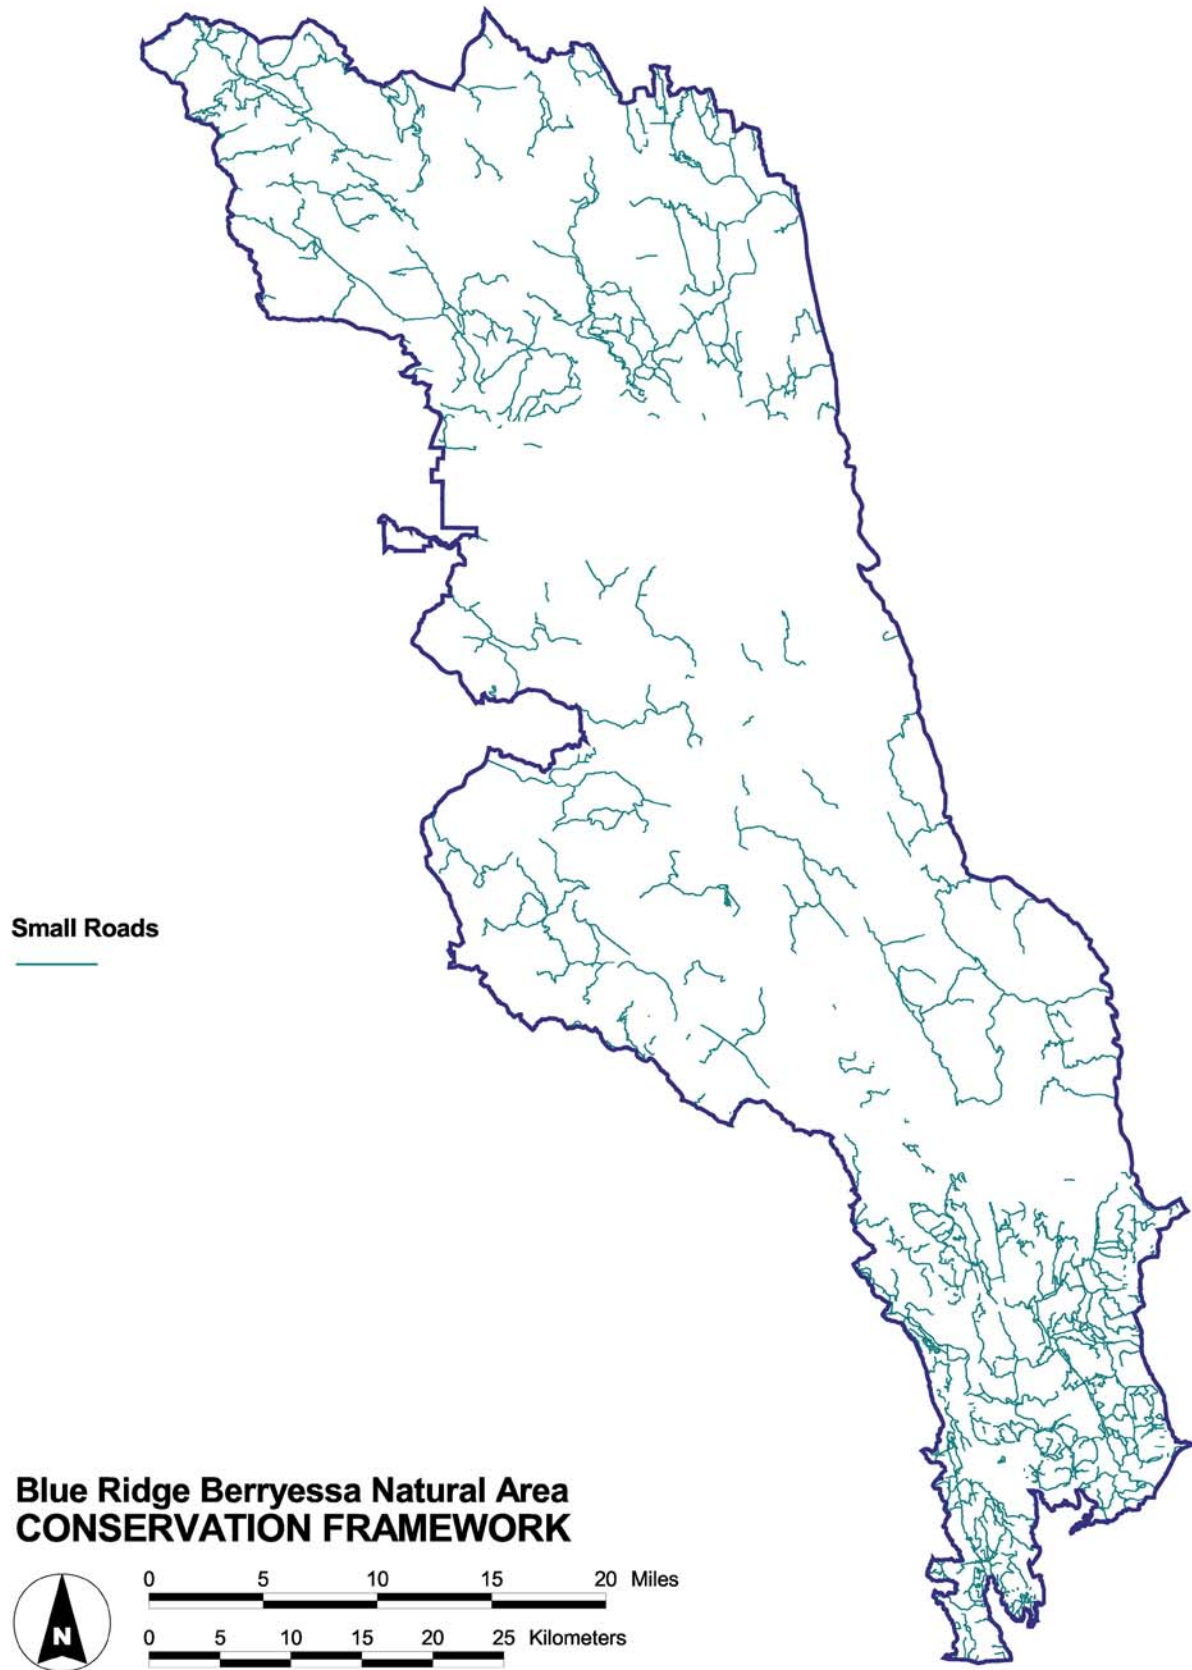 Small Roads
Blue Ridge Berryessa Natural Area
CONSERVATION FRAMEWORK
N
0 5 10 15 20 Miles
0 5 10 15 20 25 Kilometers